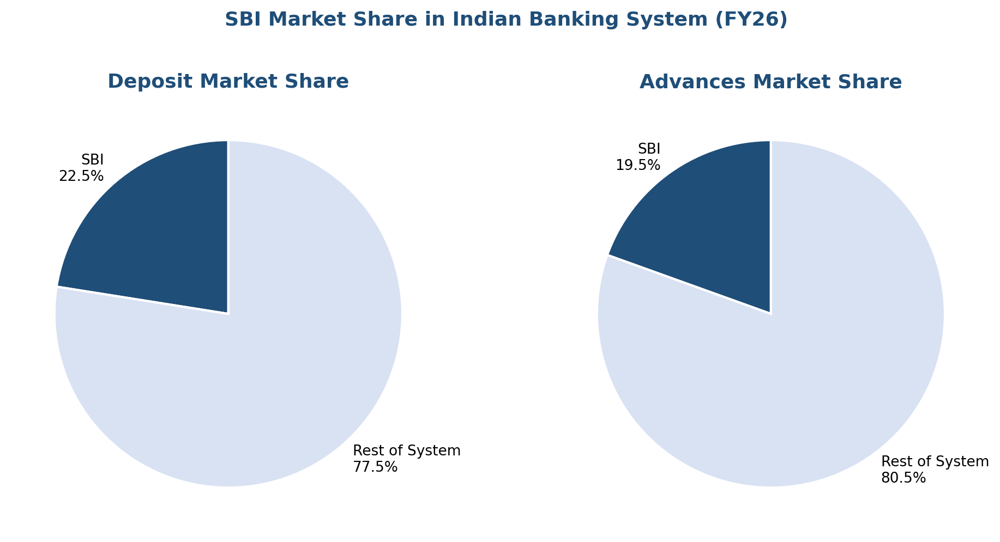 SBI Market Share in Indian Banking System (FY26)
Deposit Market Share
SBI
22.5%
Rest of System
77.5%
Advances Market Share
SBI
19.5%
Rest of System
80.5%